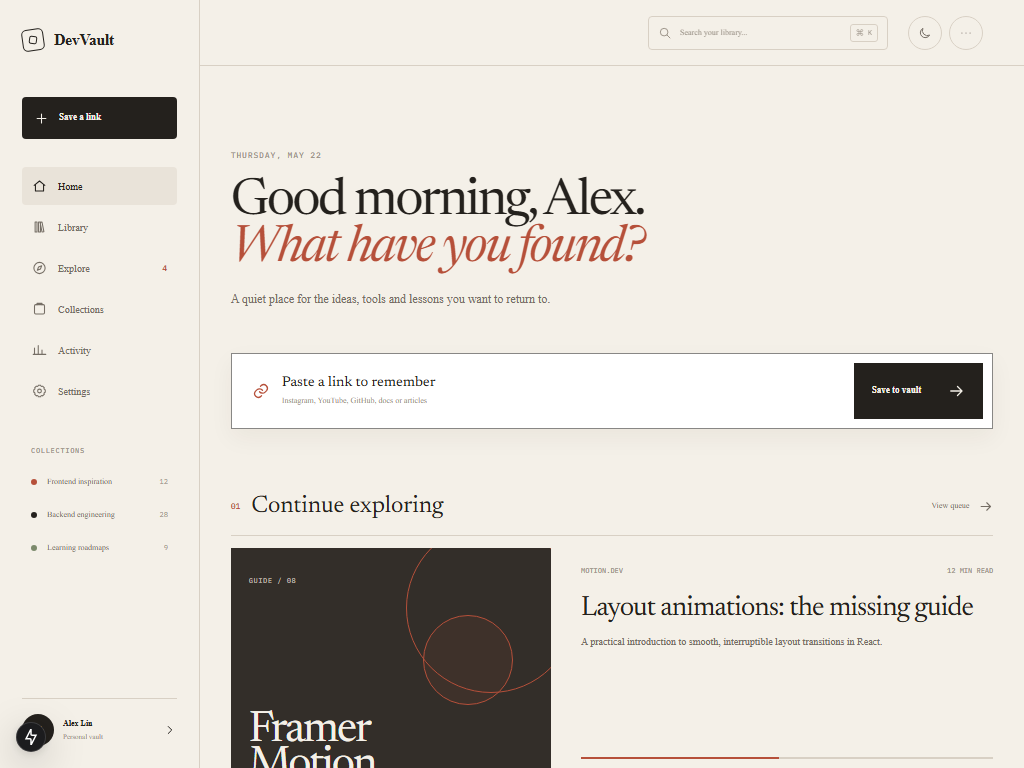 DevVault
Save a link
Home
Library
Explore 4
Collections
Activity
Settings
COLLECTIONS
Frontend inspiration 12
Backend engineering 28
Learning roadmaps 9
Alex Lin
Personal vault
Search your library... ⌘ K
THURSDAY, MAY 22
Good morning, Alex.
What have you found?
A quiet place for the ideas, tools and lessons you want to return to.
Paste a link to remember
Instagram, YouTube, GitHub, docs or articles
Save to vault
01 Continue exploring
View queue
GUIDE / 08
Framer
Motion
MOTION.DEV 12 MIN READ
Layout animations: the missing guide
A practical introduction to smooth, interruptible layout transitions in React.